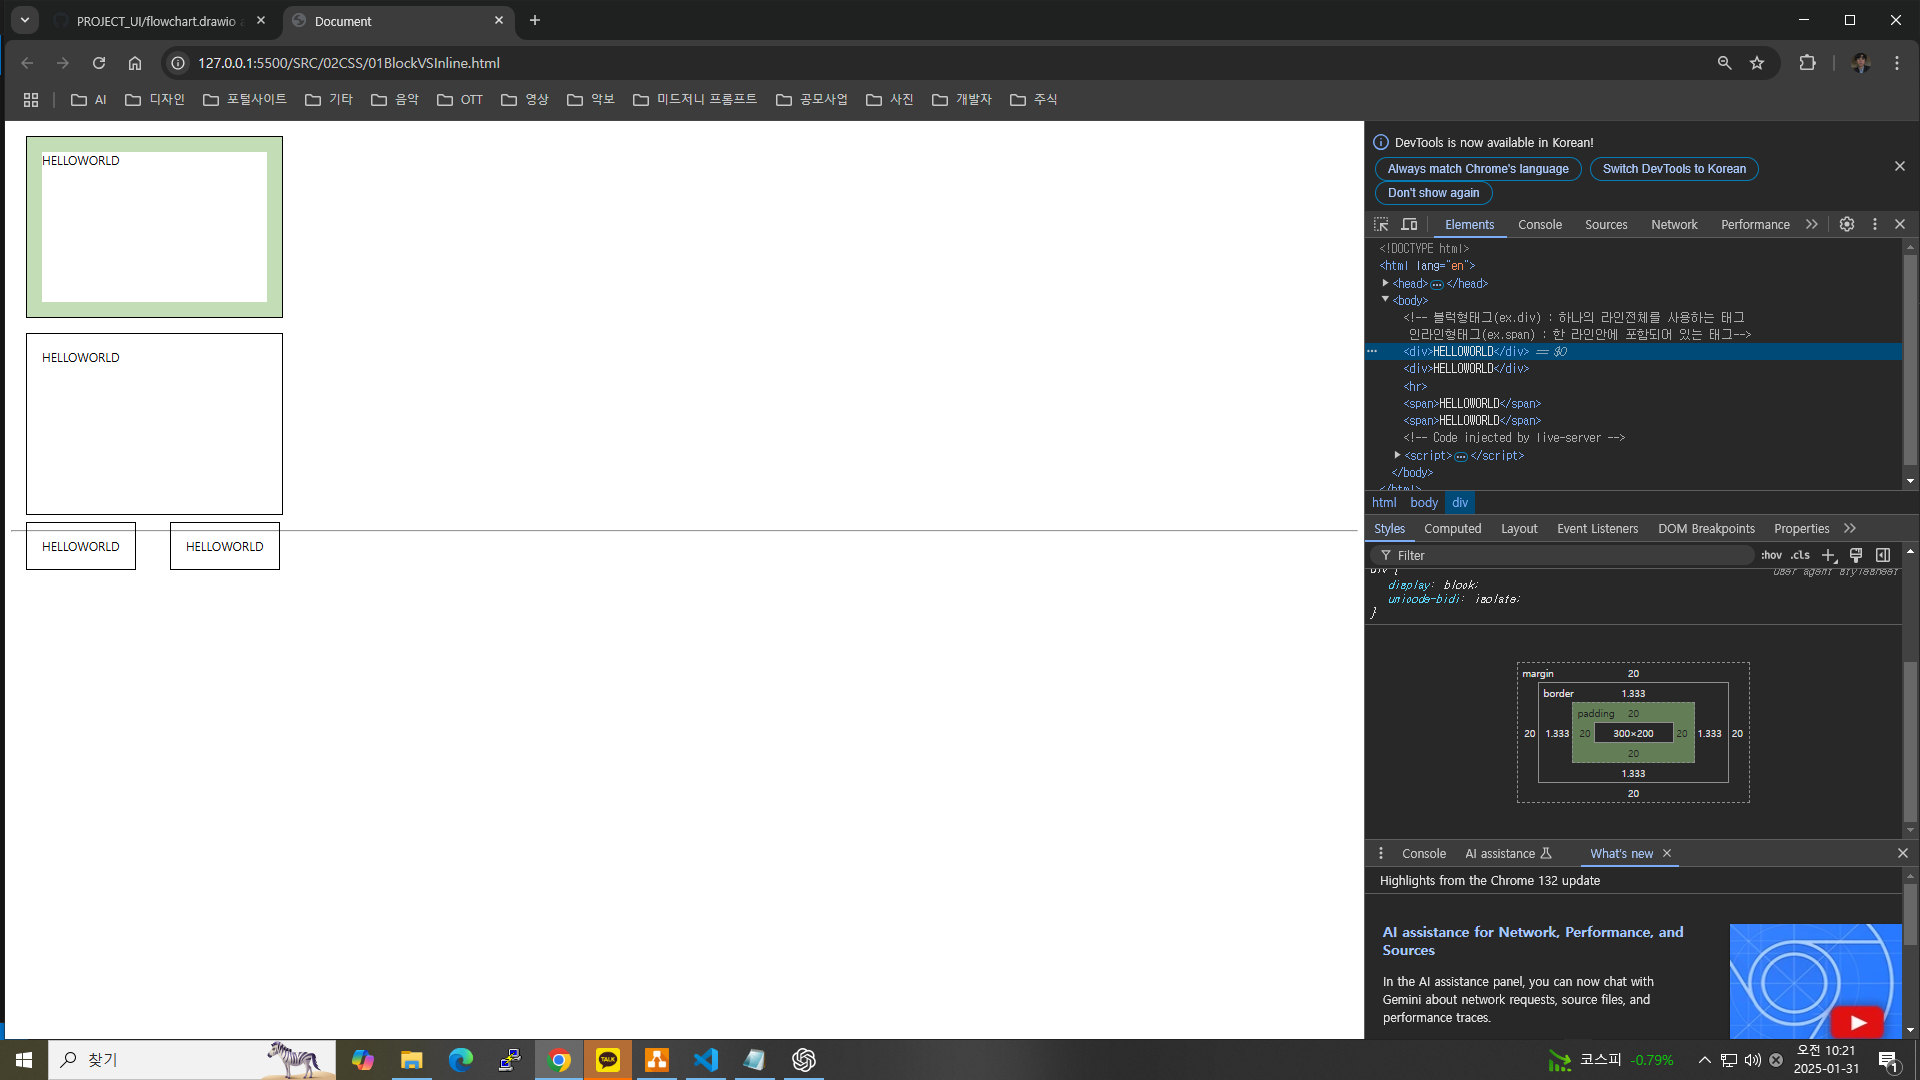 PROJECT_UI/flowchart.drawio
Document
127.0.0.1:5500/SRC/02CSS/01BlockVSInline.html
AI
디자인
포털사이트
기타
음악
OTT
영상
악보
미드저니 프롬프트
공모사업
사진
개발자
주식
HELLOWORLD
HELLOWORLD
HELLOWORLD HELLOWORLD
DevTools is now available in Korean!
Always match Chrome's language
Switch DevTools to Korean
Don't show again
Elements Console Sources Network Performance
<!DOCTYPE html>
<html lang="en">
<head>…</head>
<body>
<!-- 블럭형태그(ex.div) : 하나의 라인전체를 사용하는 태그
인라인형태그(ex.span) : 한 라인안에 포함되어 있는 태그-->
<div>HELLOWORLD</div> == $0
<div>HELLOWORLD</div>
<hr>
<span>HELLOWORLD</span>
<span>HELLOWORLD</span>
<!-- Code injected by live-server -->
<script>…</script>
</body>
</html>
html body div
Styles Computed Layout Event Listeners DOM Breakpoints Properties
Filter
:hov .cls
div {
user agent stylesheet
display: block;
unicode-bidi: isolate;
}
margin 20
border 1.333
padding 20
20 1.333 20 300×200 20 1.333 20
20
1.333
20
Console AI assistance What's new
Highlights from the Chrome 132 update
AI assistance for Network, Performance, and
Sources
In the AI assistance panel, you can now chat with
Gemini about network requests, source files, and
performance traces.
찾기
TALK
코스피 -0.79%
오전 10:21
2025-01-31
1